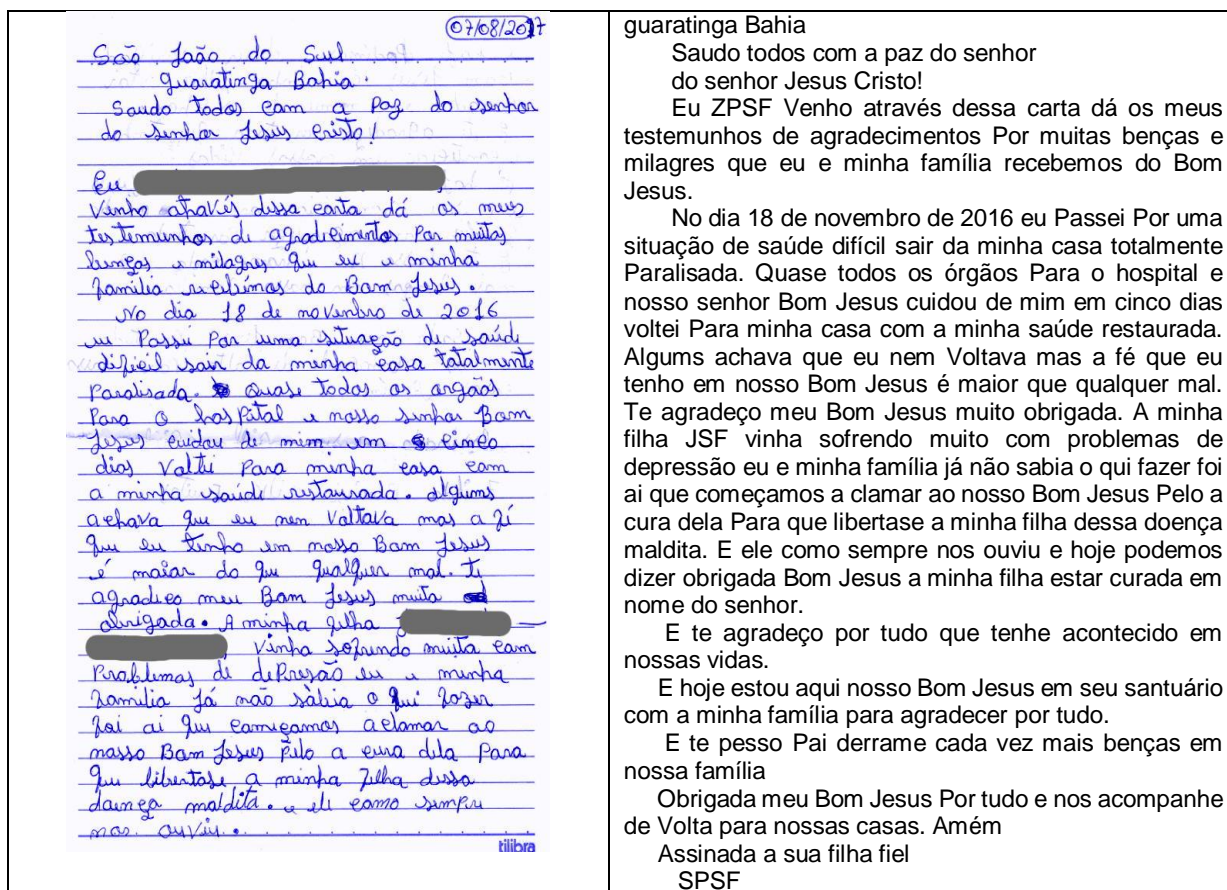 07/08/2017
São João do Sul
guaratinga Bahia.
Saudo todos com a Paz do senhor
do senhor Jesus cristo!
Eu
Venho através dessa carta dá os meus
testemunhos de agradecimentos Por muitas
benças e milagres que eu e minha
família recebimos do Bom Jesus.
No dia 18 de novenbro de 2016
eu Passei Por uma situação de saúde
dificil sair da minha casa totalmente
Paralisada. Quase todos os orgãos
Para o hospital e nosso senhor Bom
Jesus cuidou de mim em cinco
dias Voltei Para minha casa com
a minha saúde restaurada. Algums
achava que eu nem Voltava mas a fé
que eu tenho em nosso Bom Jesus
é maior do que qualquer mal. te
agradeço meu Bom Jesus muito
obrigada. A minha filha
Vinha sofrendo muito com
Problemas de dePresão eu e minha
família Já não sabia o qui fazer
foi ai que começamos aclamar ao
nosso Bom Jesus Pelo a cura dela Para
que libertase a minha filha dessa
doença maldita. e ele como sempre
nos ouviu.
tilibra
guaratinga Bahia
Saudo todos com a paz do senhor
do senhor Jesus Cristo!
Eu ZPSF Venho através dessa carta dá os meus
testemunhos de agradecimentos Por muitas benças e
milagres que eu e minha família recebemos do Bom
Jesus.
No dia 18 de novembro de 2016 eu Passei Por uma
situação de saúde difícil sair da minha casa totalmente
Paralisada. Quase todos os órgãos Para o hospital e
nosso senhor Bom Jesus cuidou de mim em cinco dias
voltei Para minha casa com a minha saúde restaurada.
Algums achava que eu nem Voltava mas a fé que eu
tenho em nosso Bom Jesus é maior que qualquer mal.
Te agradeço meu Bom Jesus muito obrigada. A minha
filha JSF vinha sofrendo muito com problemas de
depressão eu e minha família já não sabia o qui fazer foi
ai que começamos a clamar ao nosso Bom Jesus Pelo a
cura dela Para que libertase a minha filha dessa doença
maldita. E ele como sempre nos ouviu e hoje podemos
dizer obrigada Bom Jesus a minha filha estar curada em
nome do senhor.
E te agradeço por tudo que tenhe acontecido em
nossas vidas.
E hoje estou aqui nosso Bom Jesus em seu santuário
com a minha família para agradecer por tudo.
E te pesso Pai derrame cada vez mais benças em
nossa família
Obrigada meu Bom Jesus Por tudo e nos acompanhe
de Volta para nossas casas. Amém
Assinada a sua filha fiel
SPSF